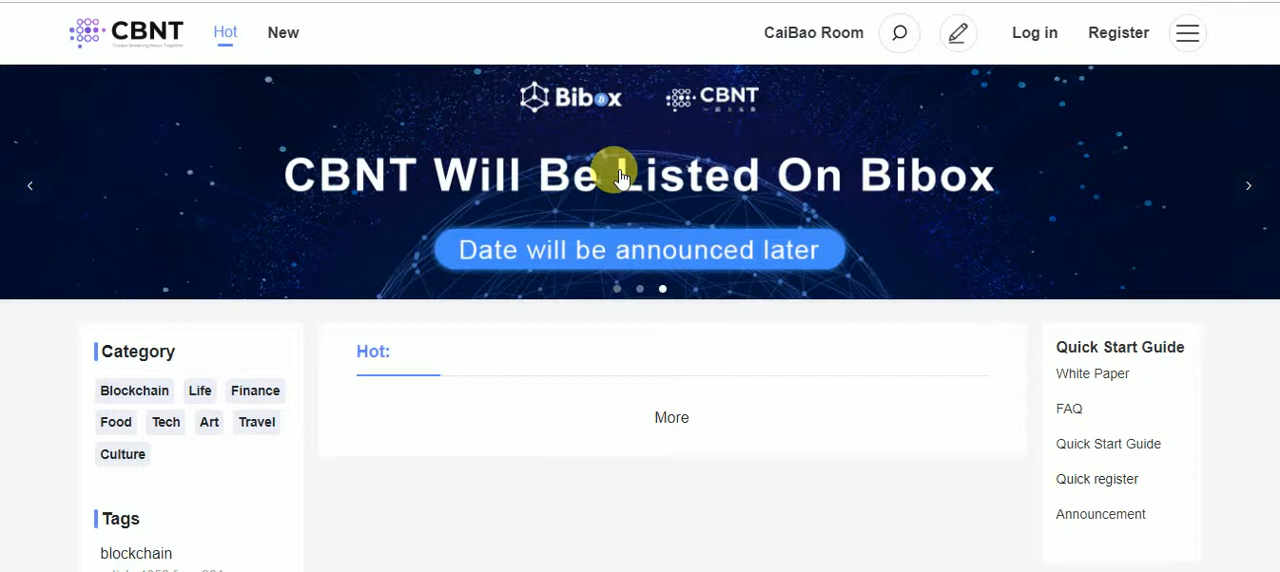 CBNT
Hot
New
CaiBao Room
Log in
Register
Bibox
CBNT
CBNT Will Be Listed On Bibox
Date will be announced later
Category
Blockchain
Life
Finance
Food
Tech
Art
Travel
Culture
Tags
blockchain
Hot:
More
Quick Start Guide
White Paper
FAQ
Quick Start Guide
Quick register
Announcement